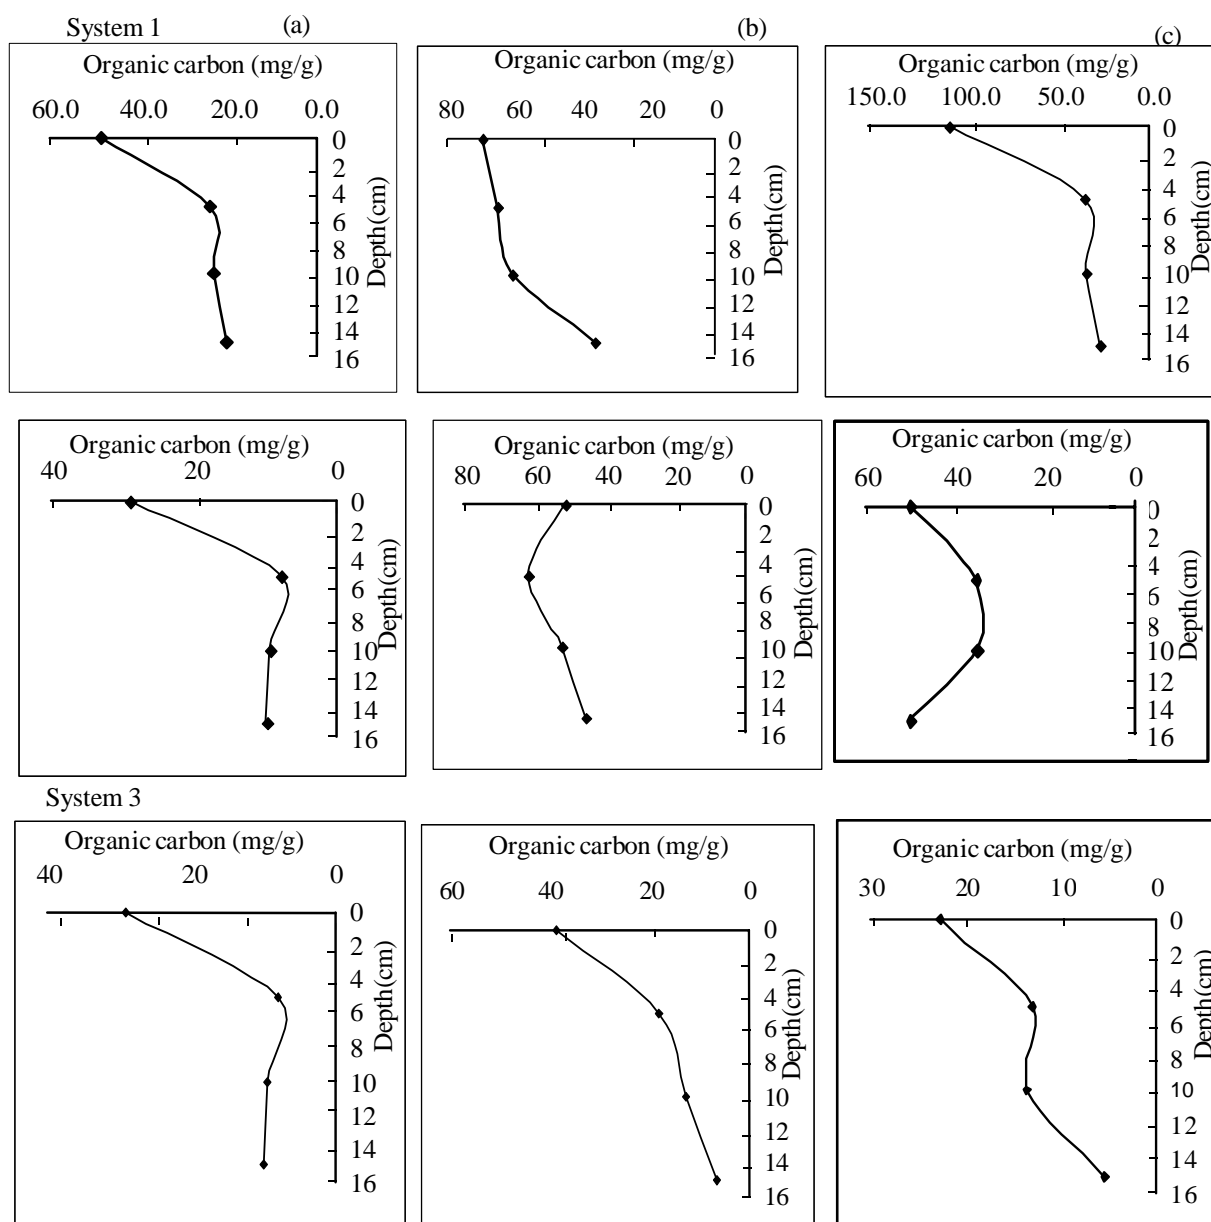 System 1
(a)
(b)
(c)
Organic carbon (mg/g)
60.0 40.0 20.0 0.0
0
2
4
6
8
10
12
14
16
Depth(cm)
Organic carbon (mg/g)
80 60 40 20 0
0
2
4
6
8
10
12
14
16
Depth(cm)
Organic carbon (mg/g)
150.0 100.0 50.0 0.0
0
2
4
6
8
10
12
14
16
Depth(cm)
Organic carbon (mg/g)
40 20 0
0
2
4
6
8
10
12
14
16
Depth(cm)
Organic carbon (mg/g)
80 60 40 20 0
0
2
4
6
8
10
12
14
16
Depth(cm)
Organic carbon (mg/g)
60 40 20 0
0
2
4
6
8
10
12
14
16
Depth(cm)
System 3
Organic carbon (mg/g)
40 20 0
0
2
4
6
8
10
12
14
16
Depth(cm)
Organic carbon (mg/g)
60 40 20 0
0
2
4
6
8
10
12
14
16
Depth(cm)
Organic carbon (mg/g)
30 20 10 0
0
2
4
6
8
10
12
14
16
Depth(cm)